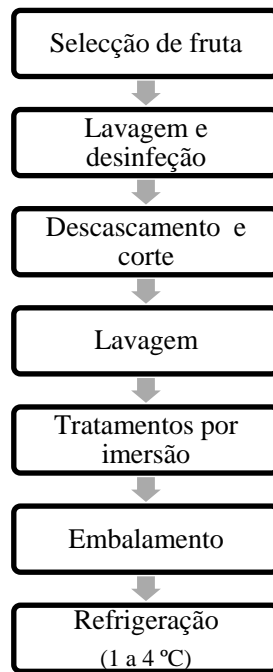 Selecção de fruta
Lavagem e
desinfeção
Descascamento e
corte
Lavagem
Tratamentos por
imersão
Embalamento
Refrigeração
(1 a 4 ºC)